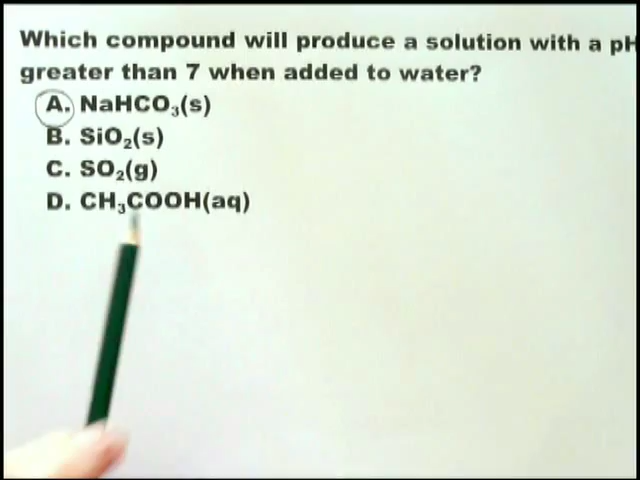 Which compound will produce a solution with a pH
greater than 7 when added to water?
A. NaHCO₃(s)
B. SiO₂(s)
C. SO₂(g)
D. CH₃COOH(aq)